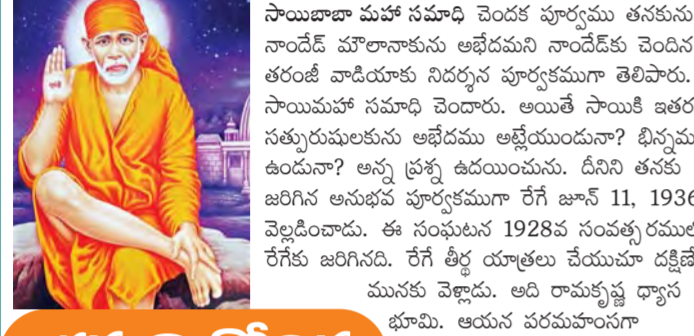 సాయిబాబా మహా సమాధి చెందక పూర్వము తనకును
నాందేడ్ మౌలానాకును అభేదమని నాందేడ్‌కు చెందిన
తరంజీ వాడియాకు నిదర్శన పూర్వకముగా తెలిపారు.
సాయిమహా సమాధి చెందారు. అయితే సాయికి ఇతర
సత్పురుషులకును అభేదము అట్లేయుండునా? భిన్నమ
ఉండునా? అన్న ప్రశ్న ఉదయించును. దీనిని తనకు
జరిగిన అనుభవ పూర్వకముగా రేగే జూన్ 11, 1936
వెల్లడించాడు. ఈ సంఘటన 1928వ సంవత్సరముల
రేగేకు జరిగినది. రేగే తీర్థ యాత్రలు చేయుచూ దక్షిణే
మునకు వెళ్లాడు. అది రామకృష్ణ ధ్యాస
భూమి. ఆయన పరమహంసగా